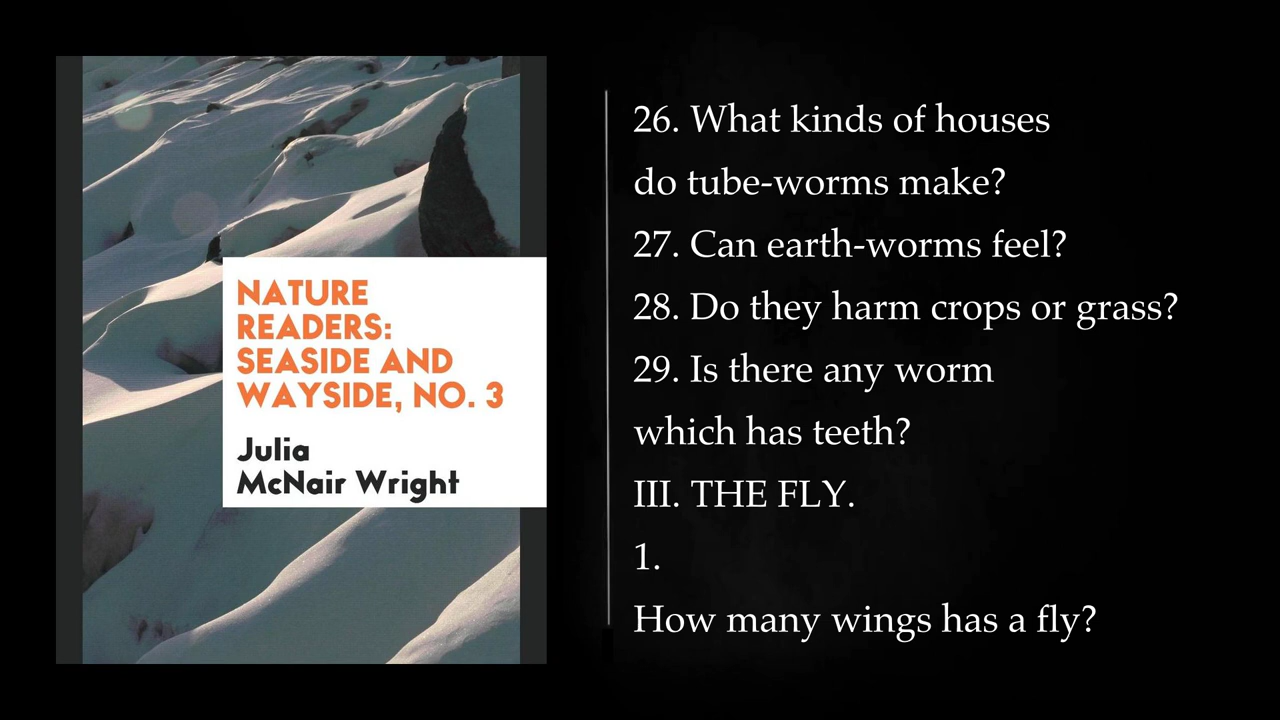 NATURE
READERS:
SEASIDE AND
WAYSIDE, NO. 3
Julia
McNair Wright
26. What kinds of houses
do tube-worms make?
27. Can earth-worms feel?
28. Do they harm crops or grass?
29. Is there any worm
which has teeth?
III. THE FLY.
1.
How many wings has a fly?